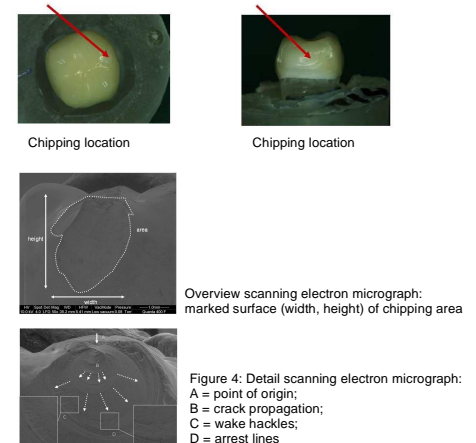 Chipping location
Chipping location
height
area
width
Overview scanning electron micrograph:
marked surface (width, height) of chipping area
C
D
Figure 4: Detail scanning electron micrograph:
A = point of origin;
B = crack propagation;
C = wake hackles;
D = arrest lines